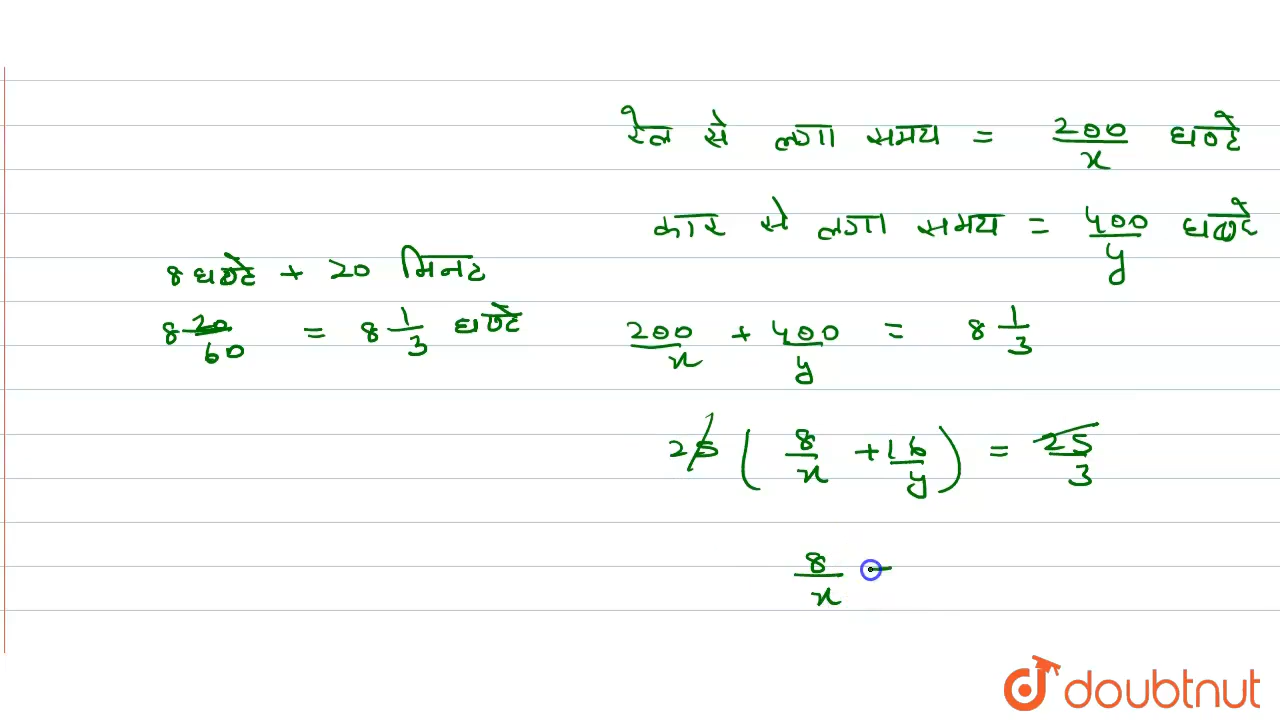 रेल से लगा समय = 200/x घण्टे
कार से लगा समय = 400/y घण्टे
8 घण्टे + 20 मिनट
8 20/60 = 8 1/3 घण्टे
200/x + 400/y = 8 1/3
25 ( 8/x + 16/y ) = 25/3
8/x
doubtnut